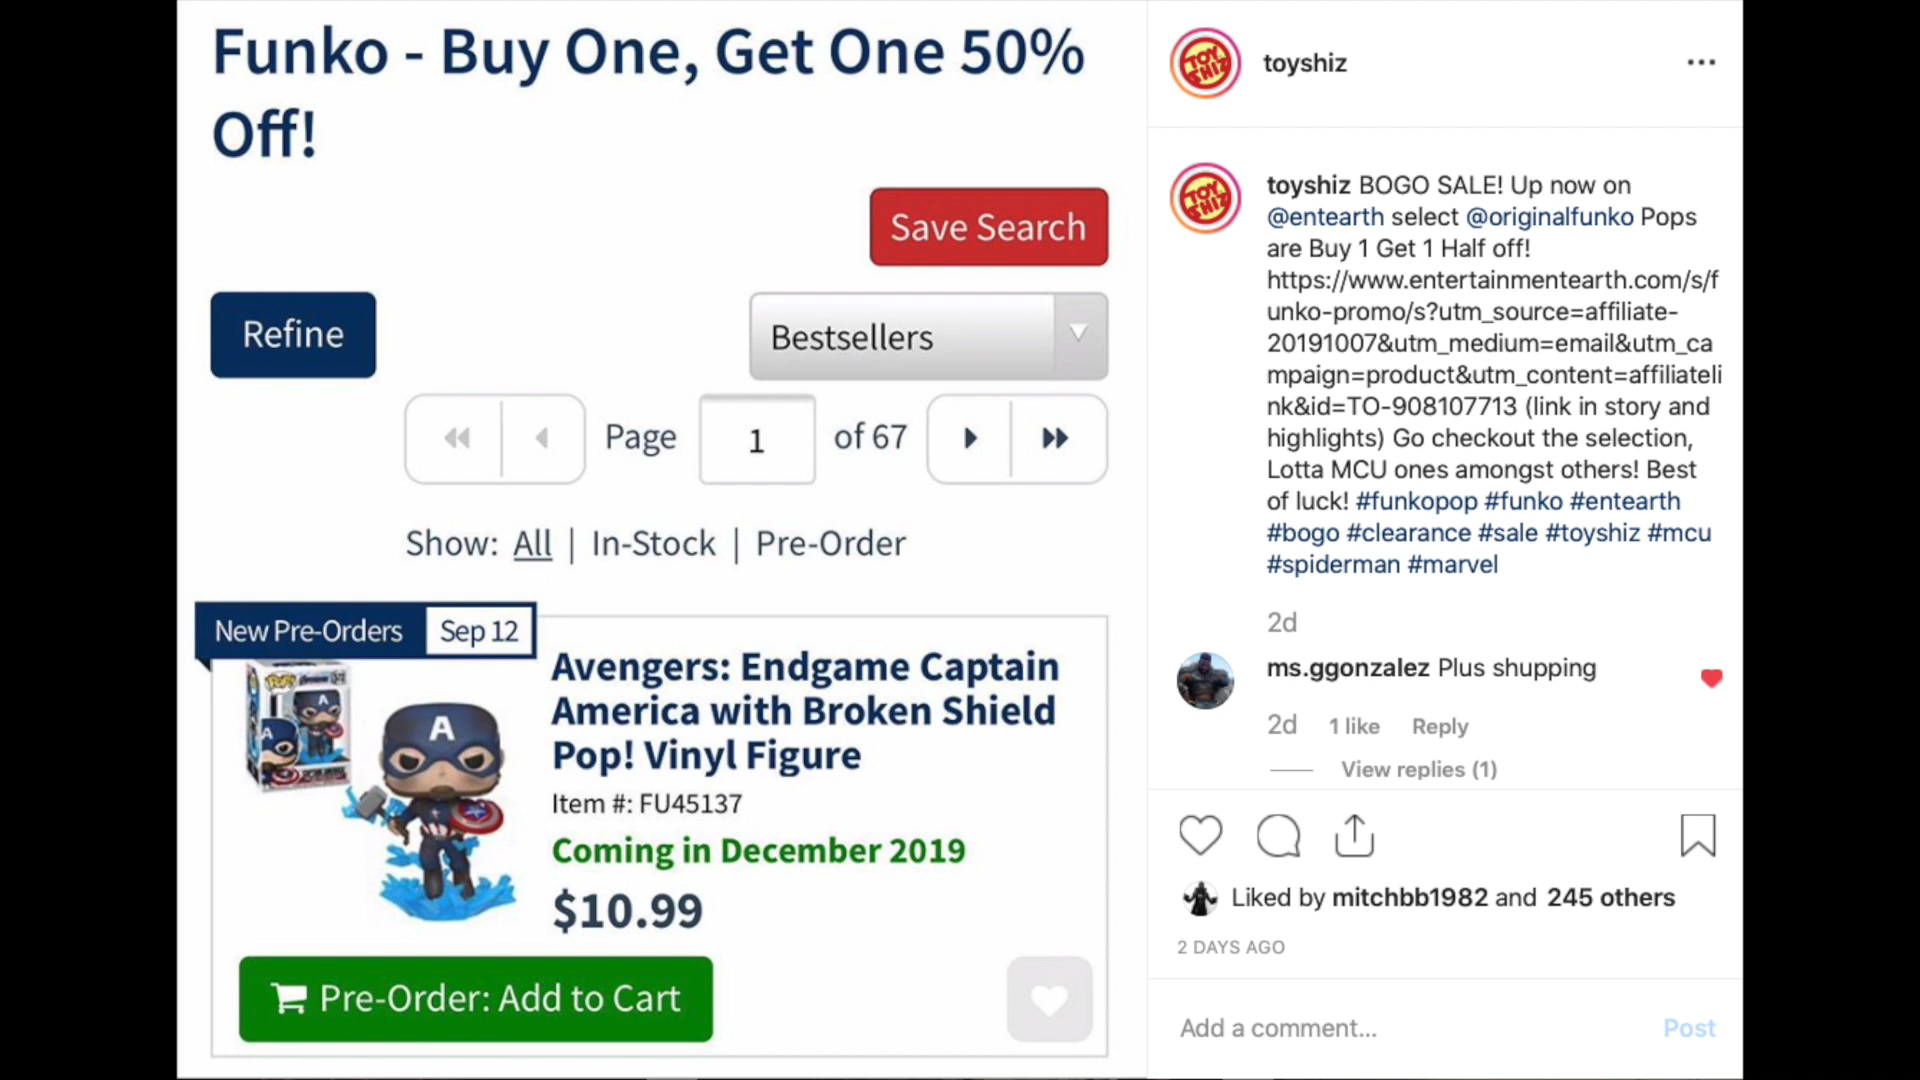 Funko - Buy One, Get One 50%
Off!
Save Search
Refine
Bestsellers
Page 1 of 67
Show: All | In-Stock | Pre-Order
New Pre-Orders Sep 12
Avengers: Endgame Captain
America with Broken Shield
Pop! Vinyl Figure
Item #: FU45137
Coming in December 2019
$10.99
Pre-Order: Add to Cart
A
TOY
SHIZ
toyshiz
TOY
SHIZ
toyshiz BOGO SALE! Up now on
@entearth select @originalfunko Pops
are Buy 1 Get 1 Half off!
https://www.entertainmentearth.com/s/f
unko-promo/s?utm_source=affiliate-
20191007&utm_medium=email&utm_ca
mpaign=product&utm_content=affiliateli
nk&id=TO-908107713 (link in story and
highlights) Go checkout the selection,
Lotta MCU ones amongst others! Best
of luck! #funkopop #funko #entearth
#bogo #clearance #sale #toyshiz #mcu
#spiderman #marvel
2d
ms.ggonzalez Plus shupping
2d 1 like Reply
View replies (1)
Liked by mitchbb1982 and 245 others
2 DAYS AGO
Add a comment... Post